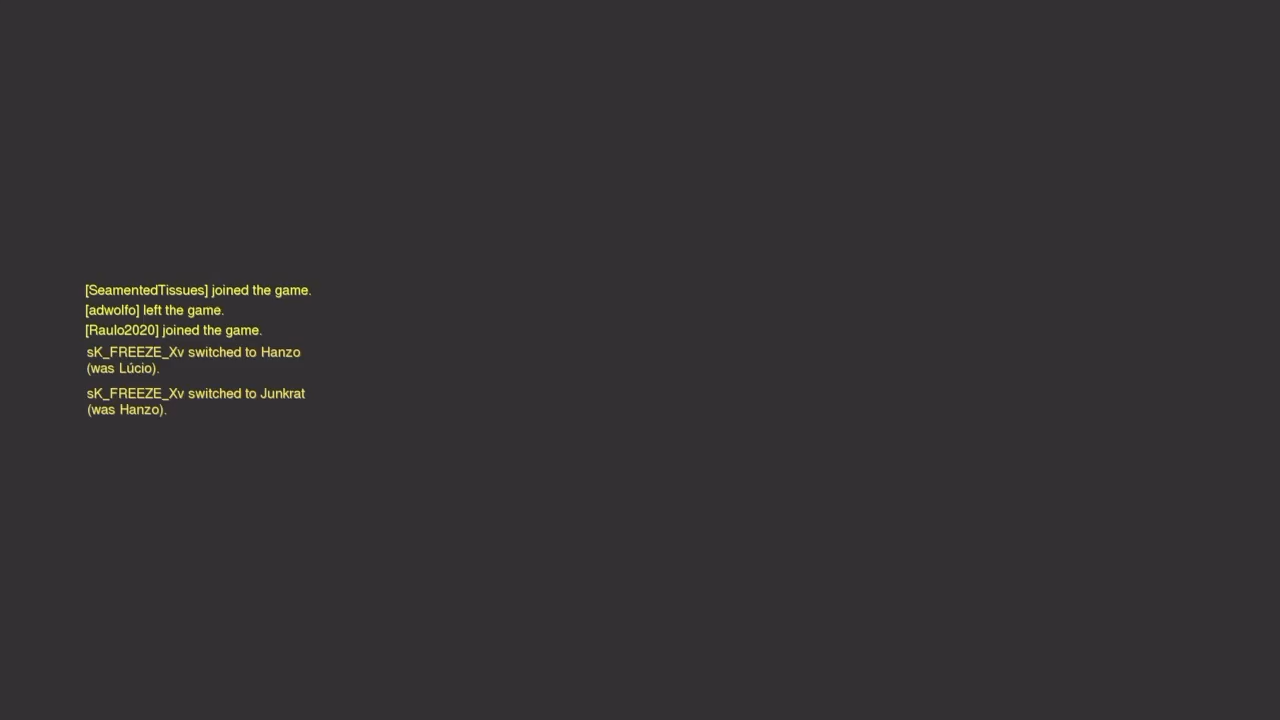 [SeamentedTissues] joined the game.
[adwolfo] left the game.
[Raulo2020] joined the game.
sK_FREEZE_Xv switched to Hanzo
(was Lúcio).
sK_FREEZE_Xv switched to Junkrat
(was Hanzo).